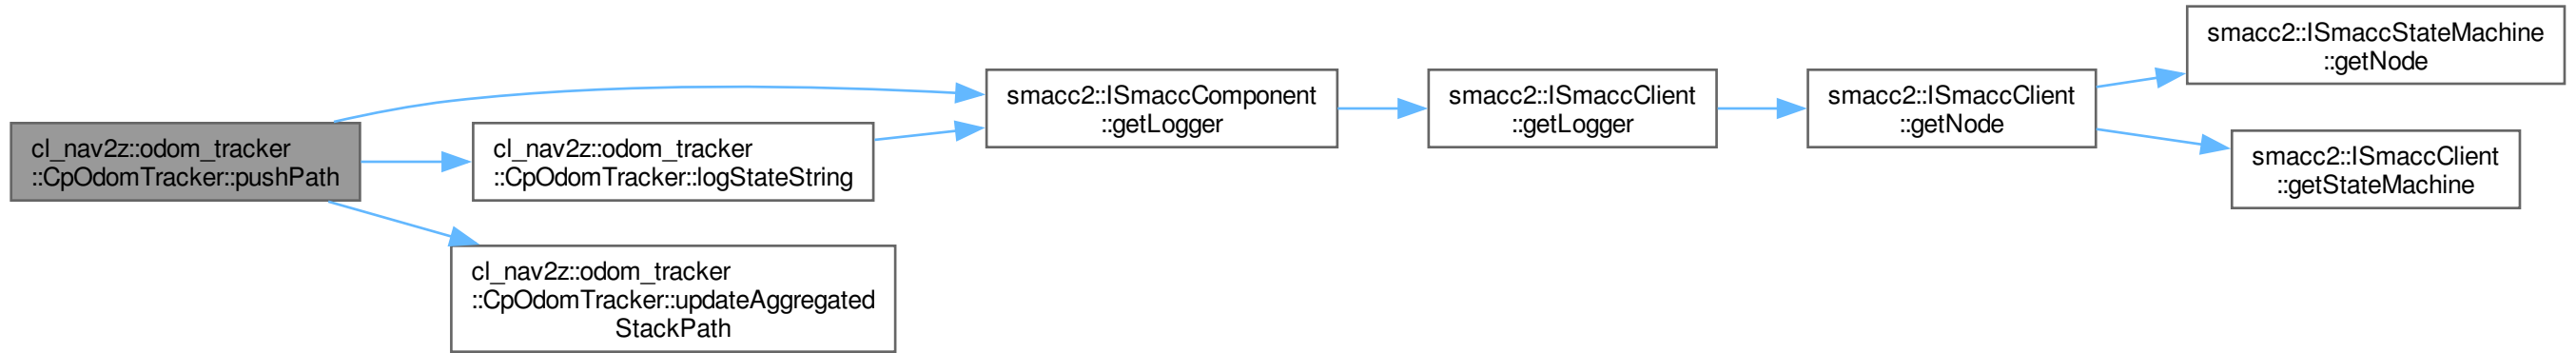 cl_nav2z::odom_tracker
::CpOdomTracker::pushPath
cl_nav2z::odom_tracker
::CpOdomTracker::logStateString
cl_nav2z::odom_tracker
::CpOdomTracker::updateAggregated
StackPath
smacc2::ISmaccComponent
::getLogger
smacc2::ISmaccClient
::getLogger
smacc2::ISmaccClient
::getNode
smacc2::ISmaccStateMachine
::getNode
smacc2::ISmaccClient
::getStateMachine